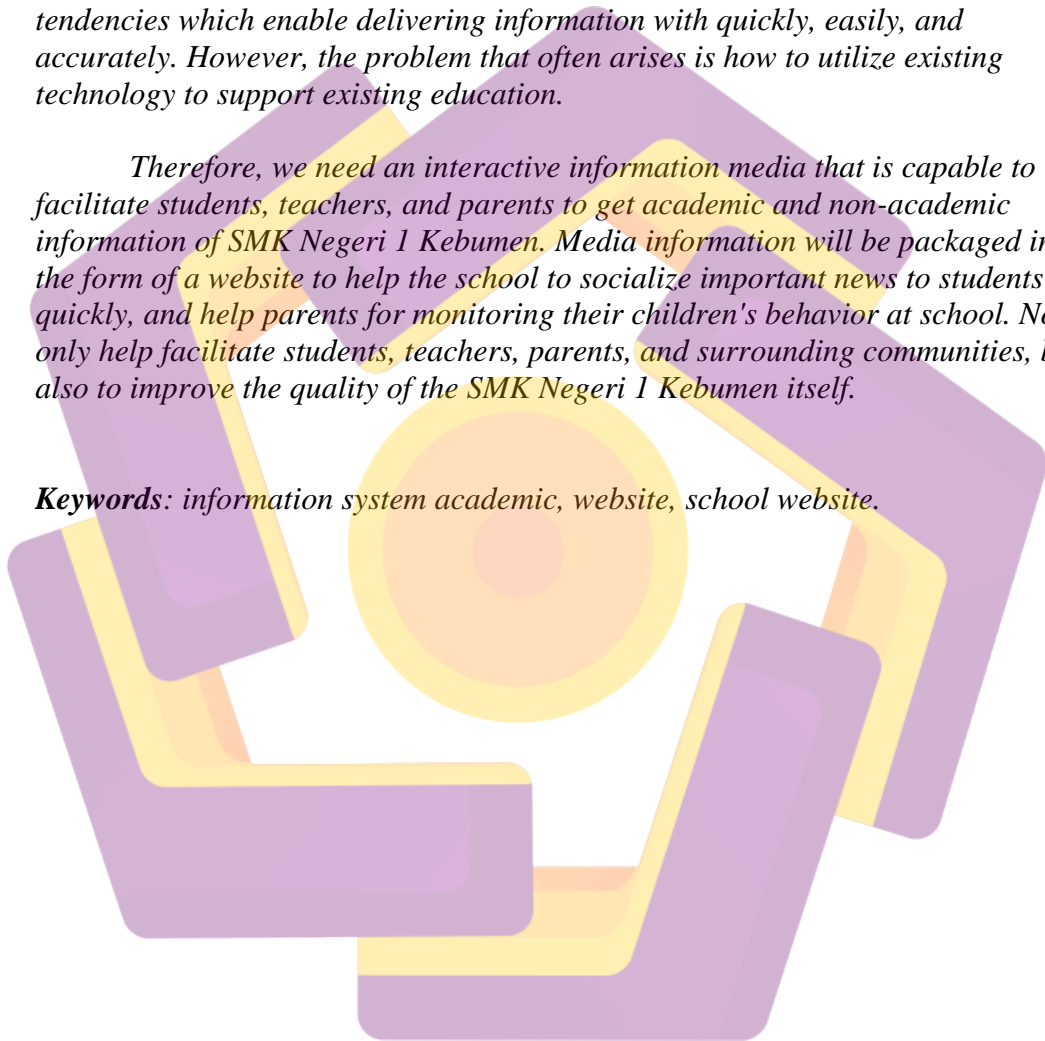 tendencies which enable delivering information with quickly, easily, and
accurately. However, the problem that often arises is how to utilize existing
technology to support existing education.
Therefore, we need an interactive information media that is capable to
facilitate students, teachers, and parents to get academic and non-academic
information of SMK Negeri 1 Kebumen. Media information will be packaged in
the form of a website to help the school to socialize important news to students
quickly, and help parents for monitoring their children's behavior at school.
only help facilitate students, teachers, parents, and surrounding communities,
also to improve the quality of the SMK Negeri 1 Kebumen itself.
Keywords: information system academic, website, school website.